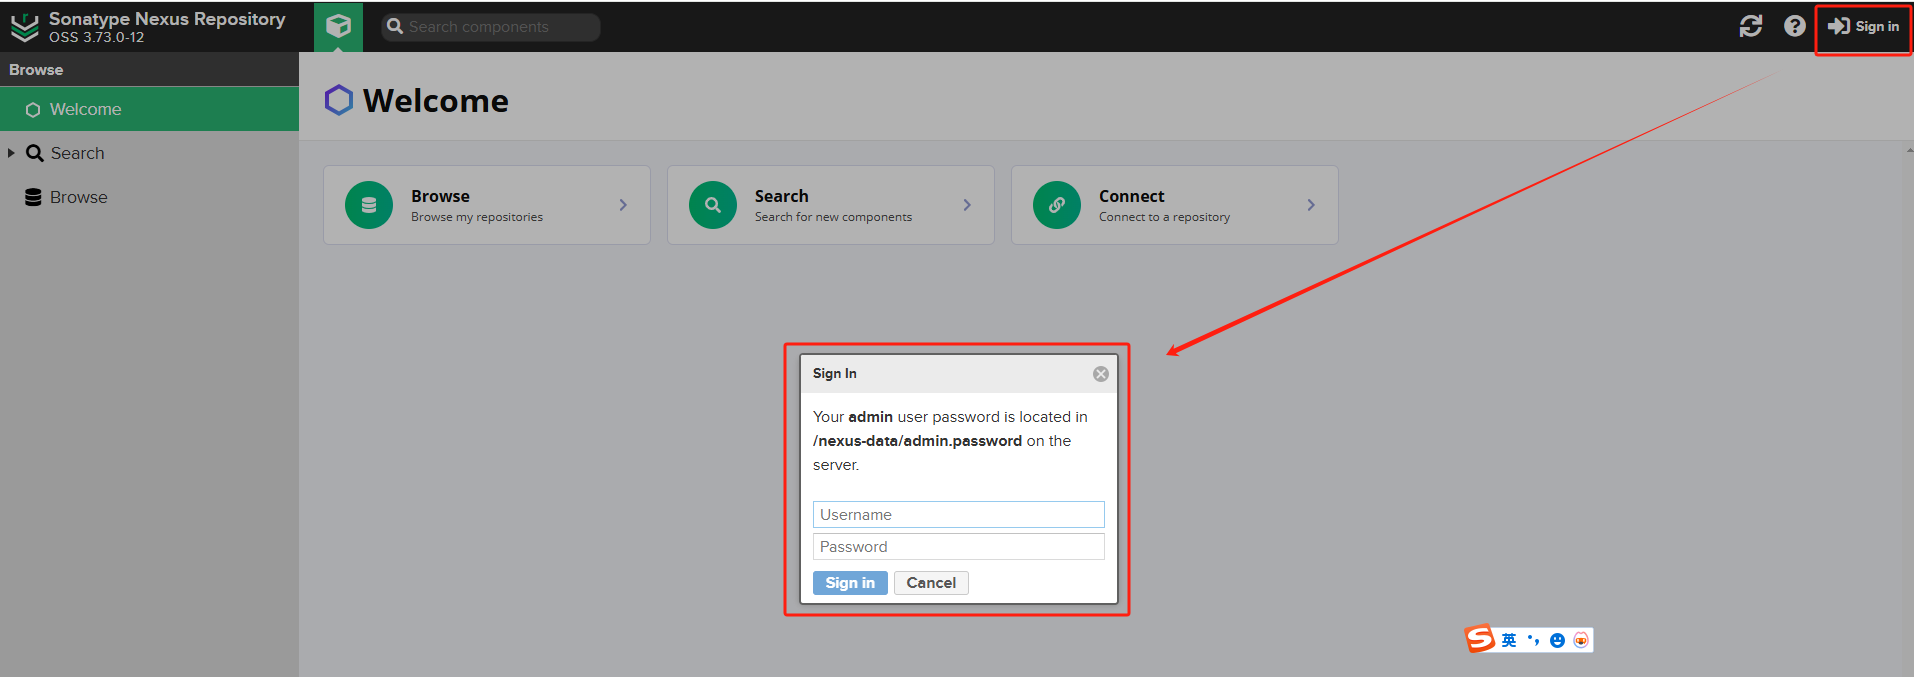 Sonatype Nexus Repository
OSS 3.73.0-12
Search components
Sign in
Browse
Welcome
Search
Browse
Welcome
Browse
Browse my repositories
Search
Search for new components
Connect
Connect to a repository
Sign In
Your admin user password is located in
/nexus-data/admin.password on the
server.
Username
Password
Sign in
Cancel
英